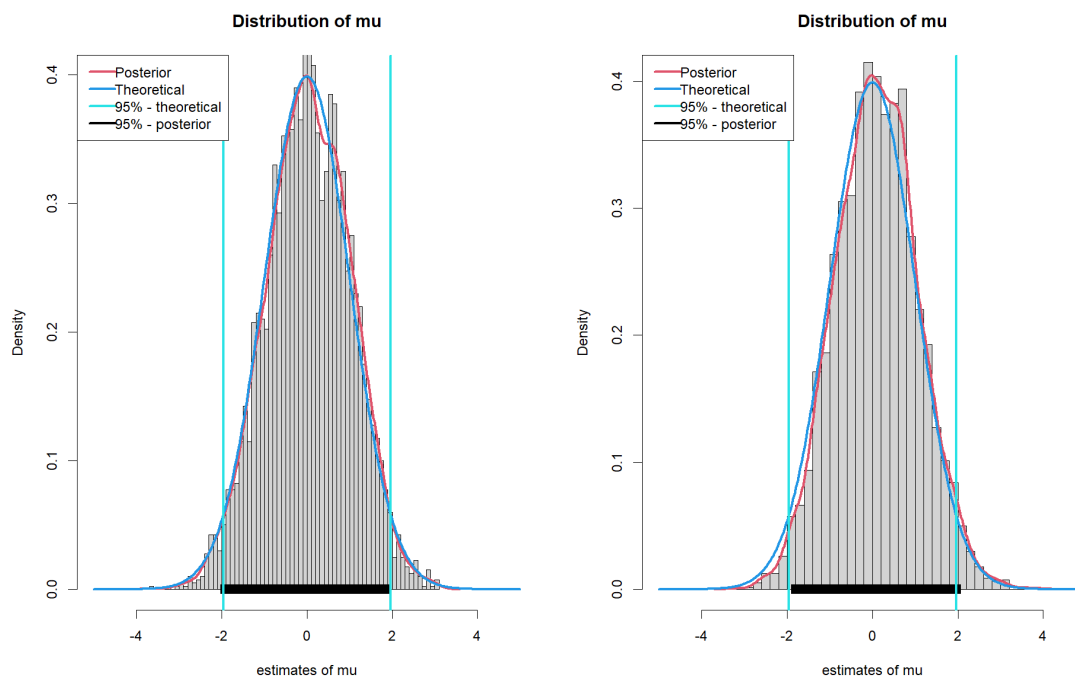 Distribution of mu
Posterior
Theoretical
95% - theoretical
95% - posterior
Density
0.0
0.1
0.2
0.3
0.4
-4
-2
0
2
4
estimates of mu
Distribution of mu
Posterior
Theoretical
95% - theoretical
95% - posterior
Density
0.0
0.1
0.2
0.3
0.4
-4
-2
0
2
4
estimates of mu